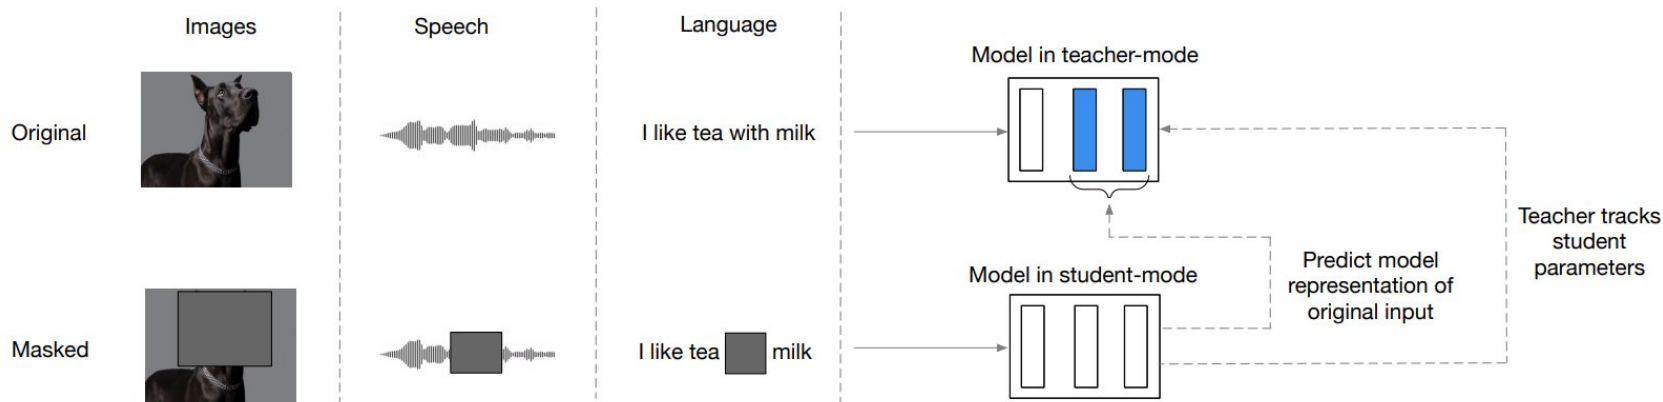 Images
Speech
Language
Model in teacher-mode
Original
I like tea with milk
Teacher tracks
student
parameters
Predict model
representation of
original input
Model in student-mode
Masked
I like tea
milk